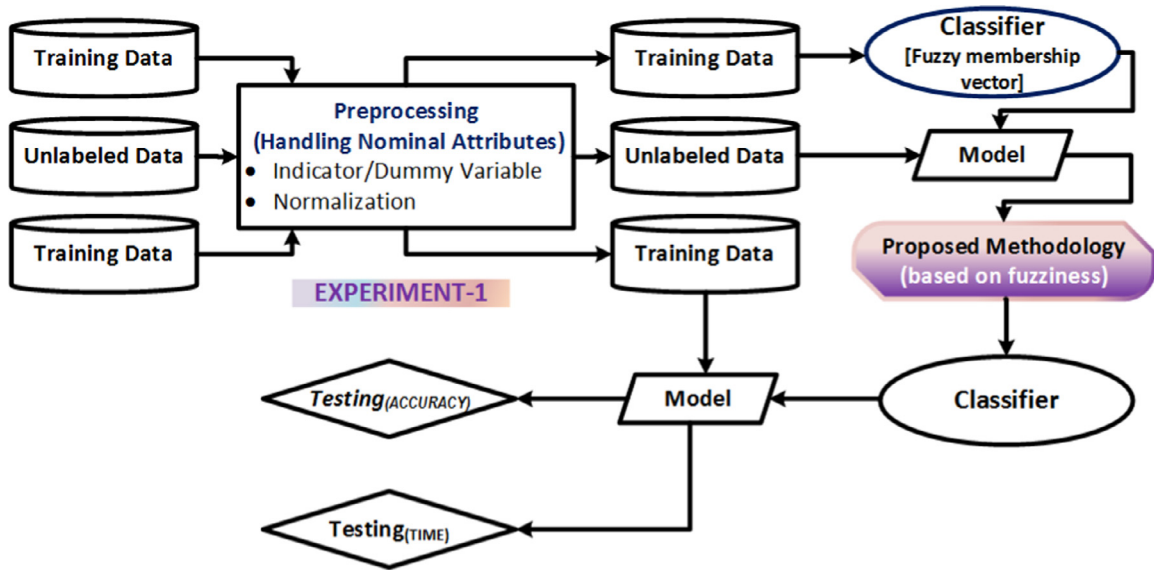 Training Data
Unlabeled Data
Training Data
Preprocessing
(Handling Nominal Attributes)
• Indicator/Dummy Variable
• Normalization
EXPERIMENT-1
Training Data
Unlabeled Data
Training Data
Classifier
[Fuzzy membership
vector]
Model
Proposed Methodology
(based on fuzziness)
Classifier
Model
Testing(ACCURACY)
Testing(TIME)